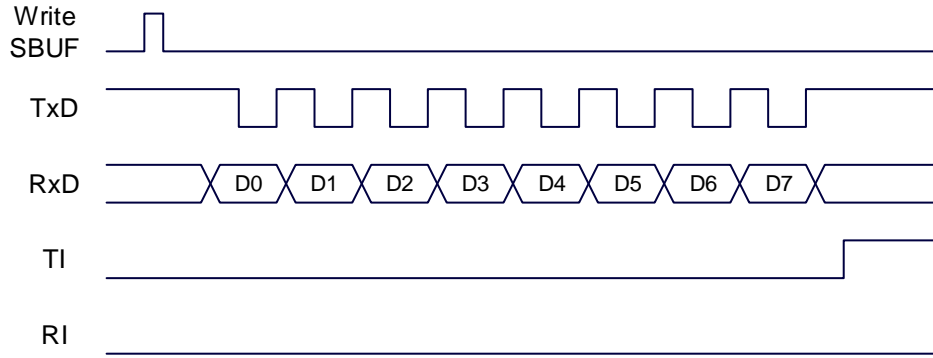 Write
SBUF
TxD
RxD D0 D1 D2 D3 D4 D5 D6 D7
TI
RI